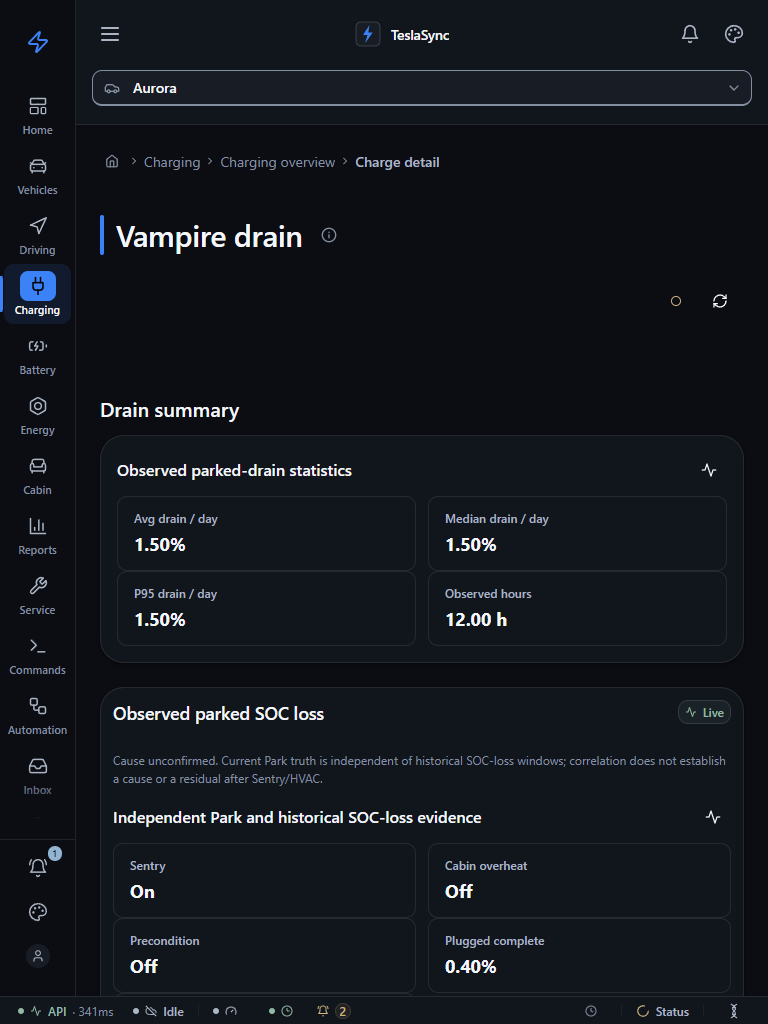 TeslaSync
Aurora
Home
Vehicles
Driving
Charging
Battery
Energy
Cabin
Reports
Service
Commands
Automation
Inbox
1
Charging
Charging overview
Charge detail
Vampire drain
Drain summary
Observed parked-drain statistics
Avg drain / day
1.50%
Median drain / day
1.50%
P95 drain / day
1.50%
Observed hours
12.00 h
Observed parked SOC loss
Live
Cause unconfirmed. Current Park truth is independent of historical SOC-loss windows; correlation does not establish
a cause or a residual after Sentry/HVAC.
Independent Park and historical SOC-loss evidence
Sentry
On
Cabin overheat
Off
Precondition
Off
Plugged complete
0.40%
API · 341ms
Idle
2
Status